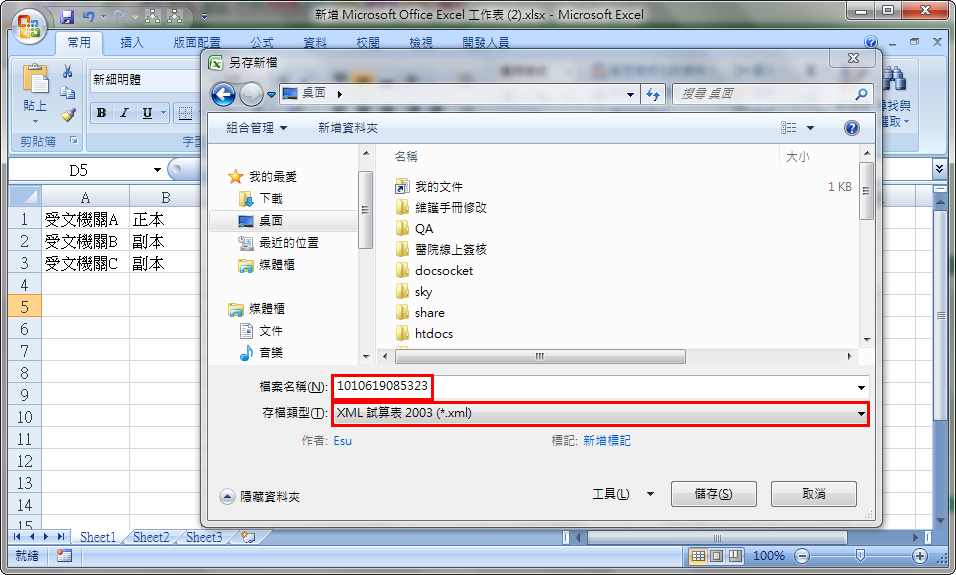 新增 Microsoft Office Excel 工作表 (2).xlsx - Microsoft Excel
常用 插入 版面配置 公式 資料 校閱 檢視 開發人員
貼上
新細明體
B I U
剪貼簿
字型
尋找與
選取
D5
A B
1 受文機關A 正本
2 受文機關B 副本
3 受文機關C 副本
4
5
6
7
8
9
10
11
12
13
14
15
另存新檔
桌面
搜尋 桌面
組合管理 新增資料夾
我的最愛
下載
桌面
最近的位置
媒體櫃
媒體櫃
文件
音樂
名稱 大小
我的文件 1 KB
維護手冊修改
QA
醫院線上簽核
docsocket
sky
share
htdocs
檔案名稱(N): 1010619085323
存檔類型(T): XML 試算表 2003 (*.xml)
作者: Esu 標記: 新增標記
隱藏資料夾 工具(L) 儲存(S) 取消
Sheet1 Sheet2 Sheet3
就緒 100%